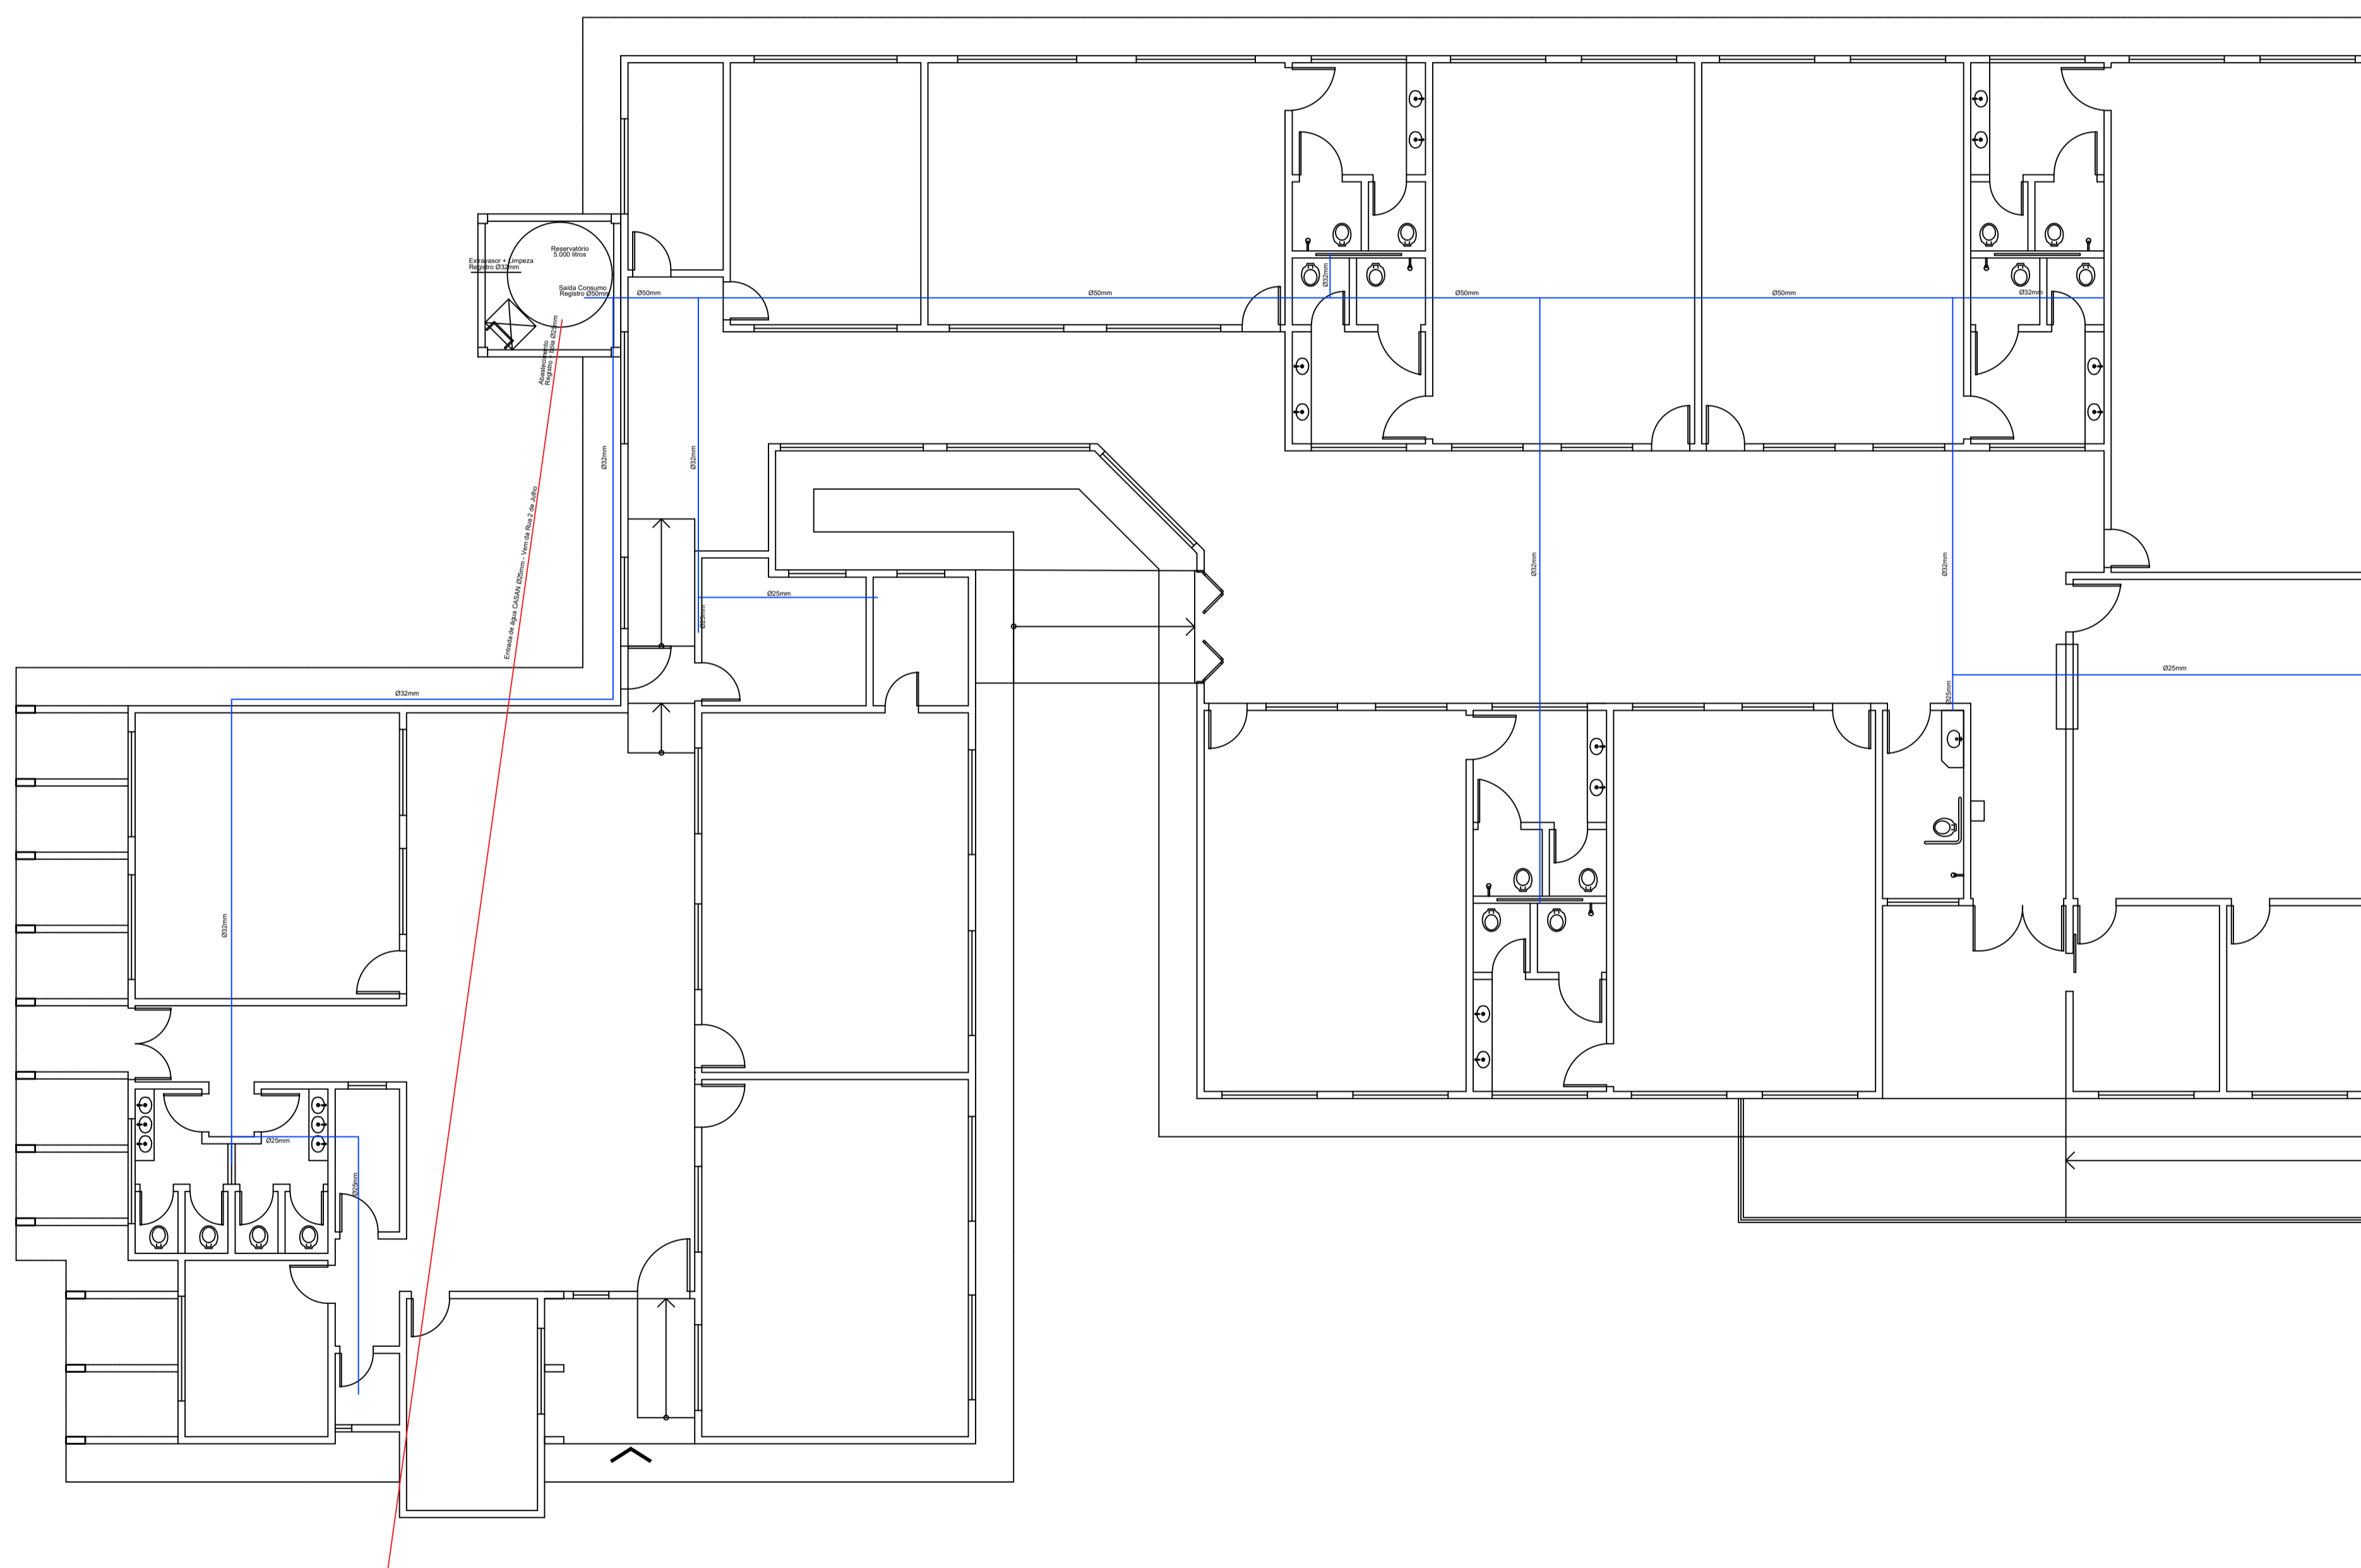 Reservatório
5.000 litros
Extravasor + Limpeza
Registro Ø32mm
Saída Consumo
Registro Ø50mm
Ø50mm
Ø50mm
Ø50mm
Ø50mm
Ø32mm
Ø32mm
Abastecimento
Registro + bóia Ø25mm
Ø32mm
Ø32mm
Entrada de água CASAN Ø25mm - Vem da Rua 2 de Julho
Ø32mm
Ø32mm
Ø25mm
Ø25mm
Ø25mm
Ø25mm
Ø32mm
Ø32mm
Ø25mm
Ø25mm